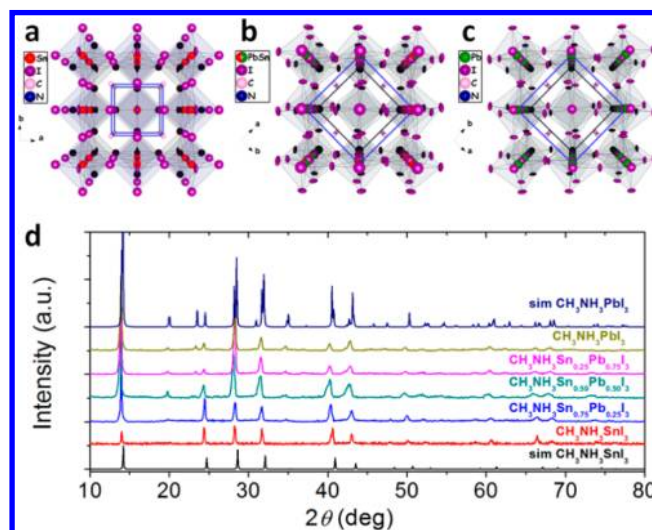 a
Sn
I
C
N
b
a
b
PbSn
I
C
N
a
b
c
Pb
I
C
N
b
a
d
Intensity (a.u.)
sim CH₃NH₃PbI₃
CH₃NH₃PbI₃
CH₃NH₃Sn₀.₂₅Pb₀.₇₅I₃
CH₃NH₃Sn₀.₅₀Pb₀.₅₀I₃
CH₃NH₃Sn₀.₇₅Pb₀.₂₅I₃
CH₃NH₃SnI₃
sim CH₃NH₃SnI₃
10 20 30 40 50 60 70 80
2θ (deg)